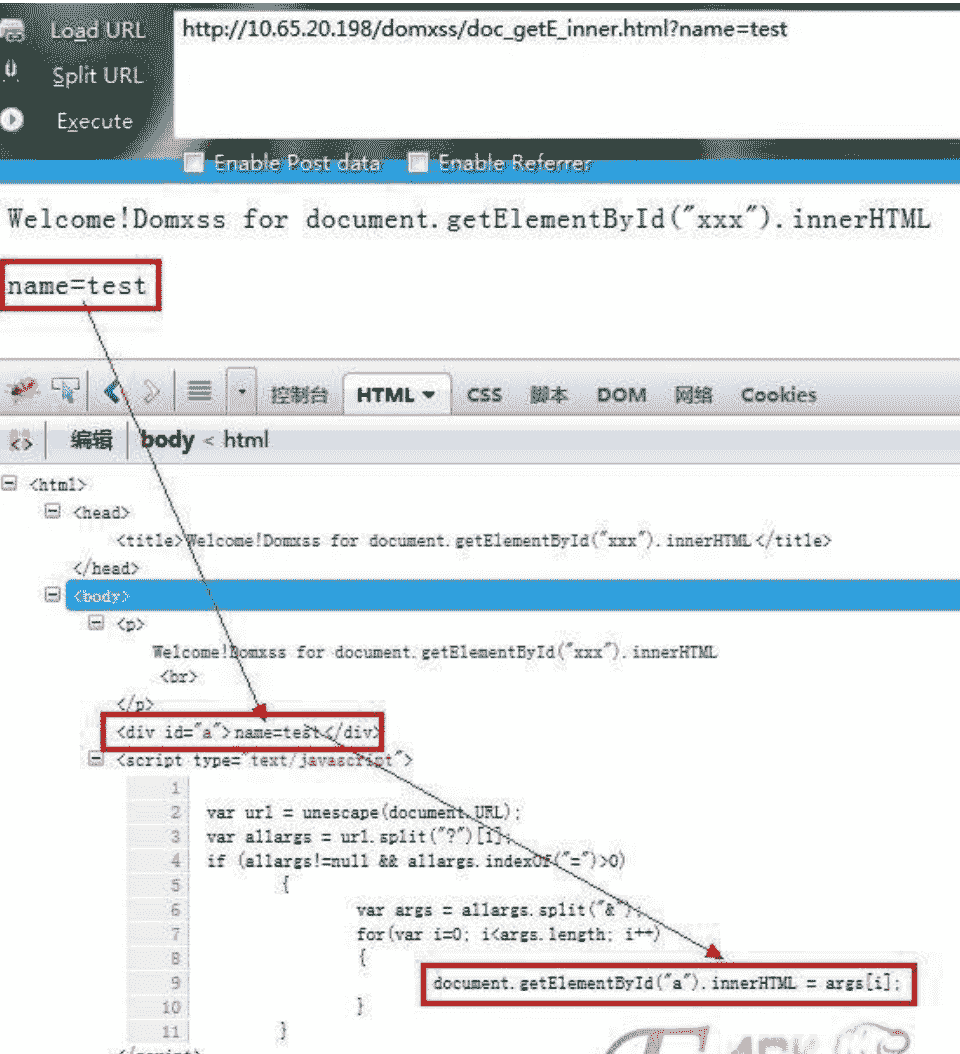 Load URL
http://10.65.20.198/domxss/doc_getE_inner.html?name=test
Split URL
Execute
Enable Post data Enable Referrer
Welcome!Domxss for document.getElementById("xxx").innerHTML
name=test
控制台 HTML CSS 脚本 DOM 网络 Cookies
编辑 body < html
<html>
<head>
<title>Welcome!Domxss for document.getElementById("xxx").innerHTML</title>
</head>
<body>
<p>
Welcome!Domxss for document.getElementById("xxx").innerHTML
<br>
</p>
<div id="a">name=test</div>
<script type="text/javascript">
1
2 var url = unescape(document.URL);
3 var allargs = url.split("?")[1];
4 if (allargs!=null && allargs.indexOf("=")>0)
5 {
6 var args = allargs.split("&");
7 for(var i=0; i<args.length; i++)
8 {
9 document.getElementById("a").innerHTML = args[i];
10 }
11 }
</script>